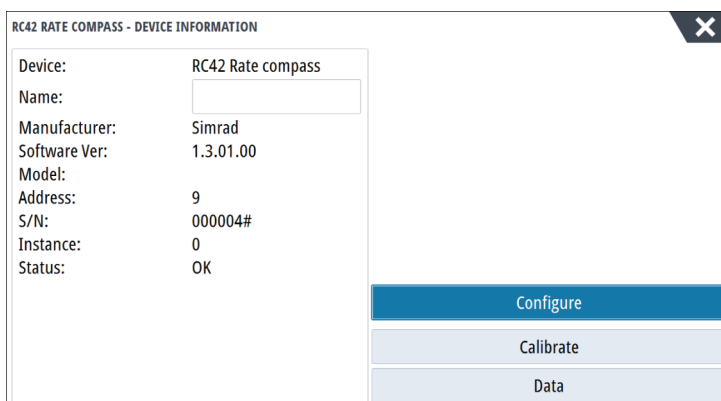 RC42 RATE COMPASS - DEVICE INFORMATION
Device: RC42 Rate compass
Name:
Manufacturer: Simrad
Software Ver: 1.3.01.00
Model:
Address: 9
S/N: 000004#
Instance: 0
Status: OK
Configure
Calibrate
Data